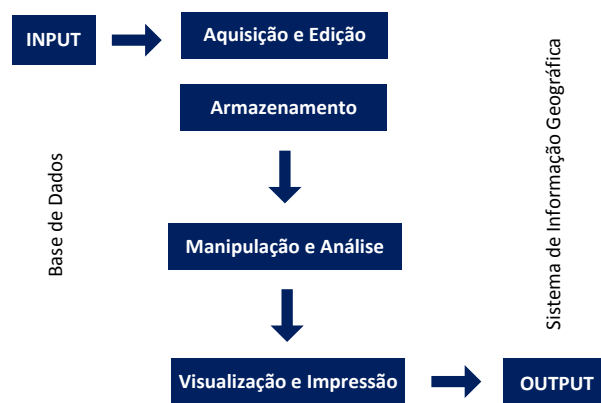 INPUT
Aquisição e Edição
Armazenamento
Base de Dados
Sistema de Informação Geográfica
Manipulação e Análise
Visualização e Impressão
OUTPUT